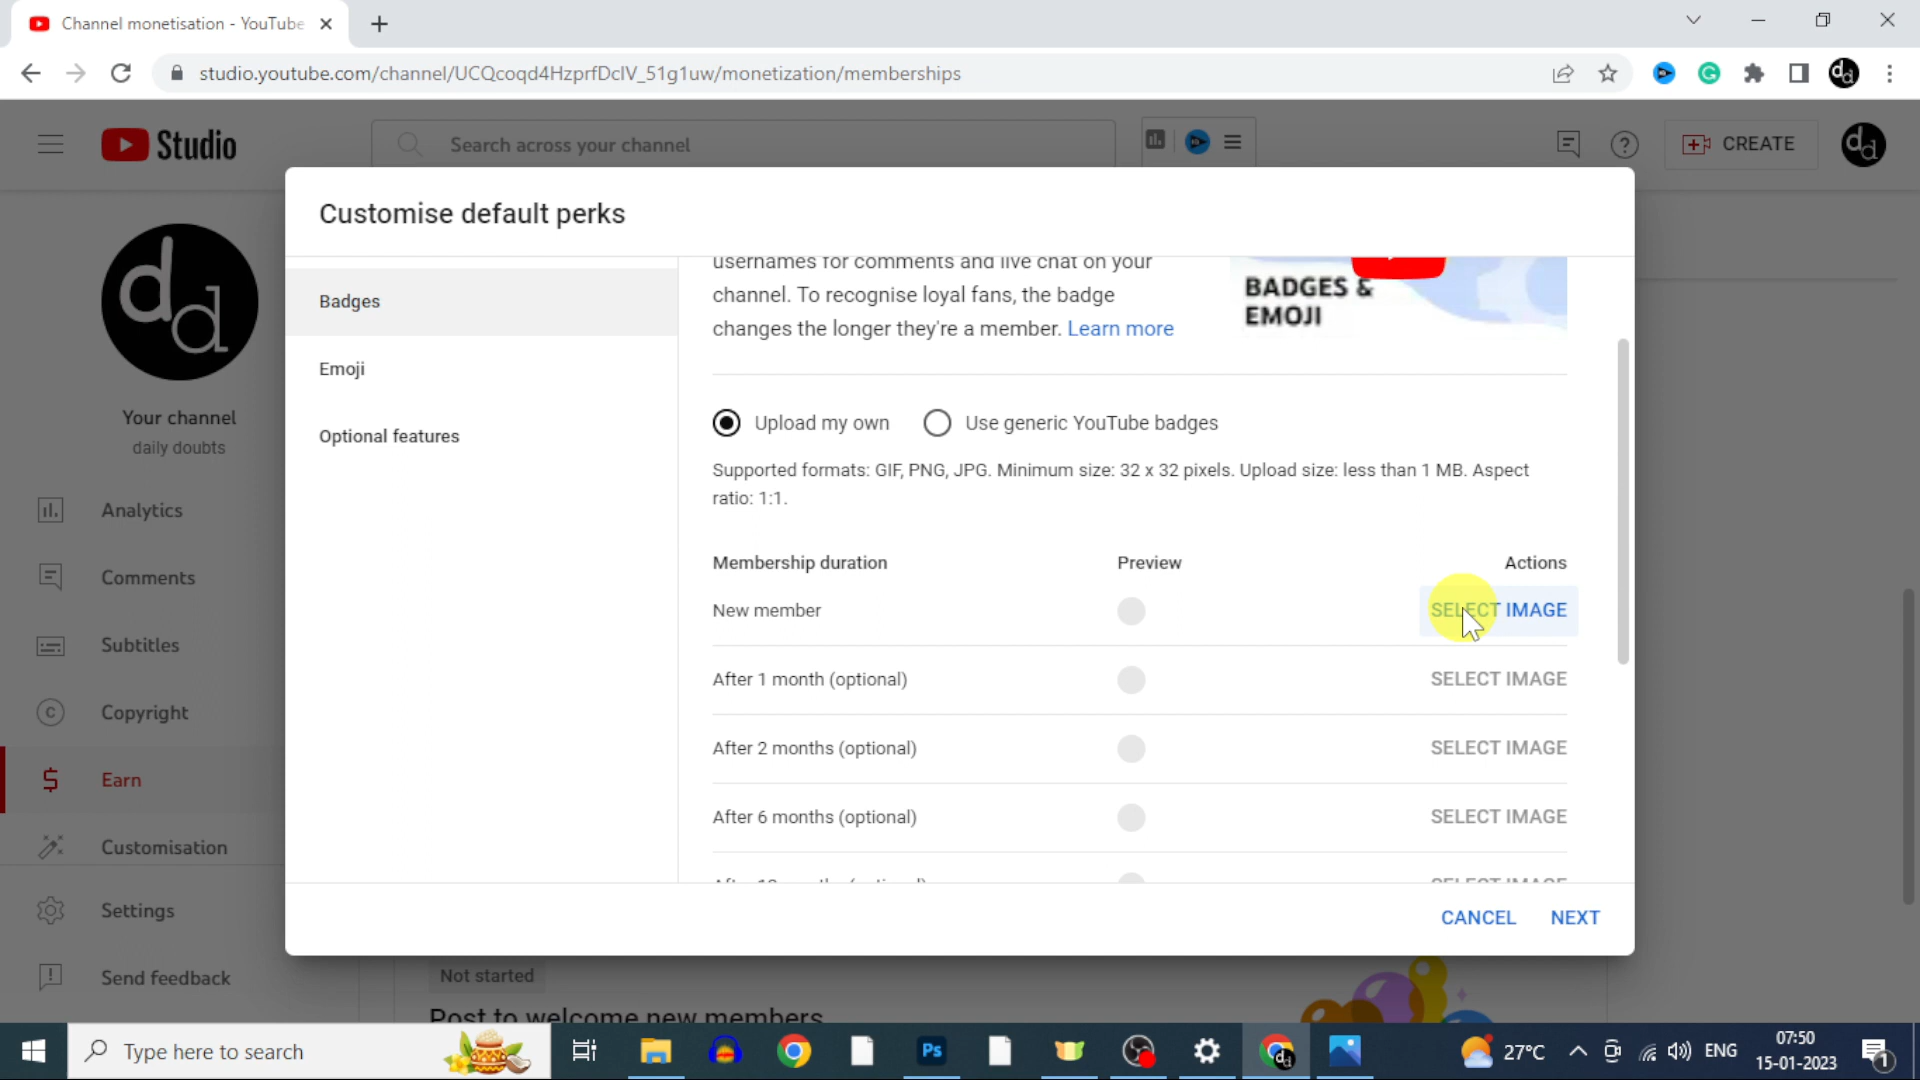 Channel monetisation - YouTube
studio.youtube.com/channel/UCQcoqd4HzprfDclV_51g1uw/monetization/memberships
Studio
Search across your channel
CREATE
dd
dd
Your channel
daily doubts
Analytics
Comments
Subtitles
Copyright
Earn
Customisation
Settings
Send feedback
Customise default perks
Badges
Emoji
Optional features
usernames for comments and live chat on your
channel. To recognise loyal fans, the badge
changes the longer they're a member. Learn more
BADGES &
EMOJI
Upload my own
Use generic YouTube badges
Supported formats: GIF, PNG, JPG. Minimum size: 32 x 32 pixels. Upload size: less than 1 MB. Aspect
ratio: 1:1.
Membership duration Preview Actions
New member SELECT IMAGE
After 1 month (optional) SELECT IMAGE
After 2 months (optional) SELECT IMAGE
After 6 months (optional) SELECT IMAGE
CANCEL NEXT
Not started
Post to welcome new members
Type here to search
Ps
27°C
ENG
07:50
15-01-2023
1